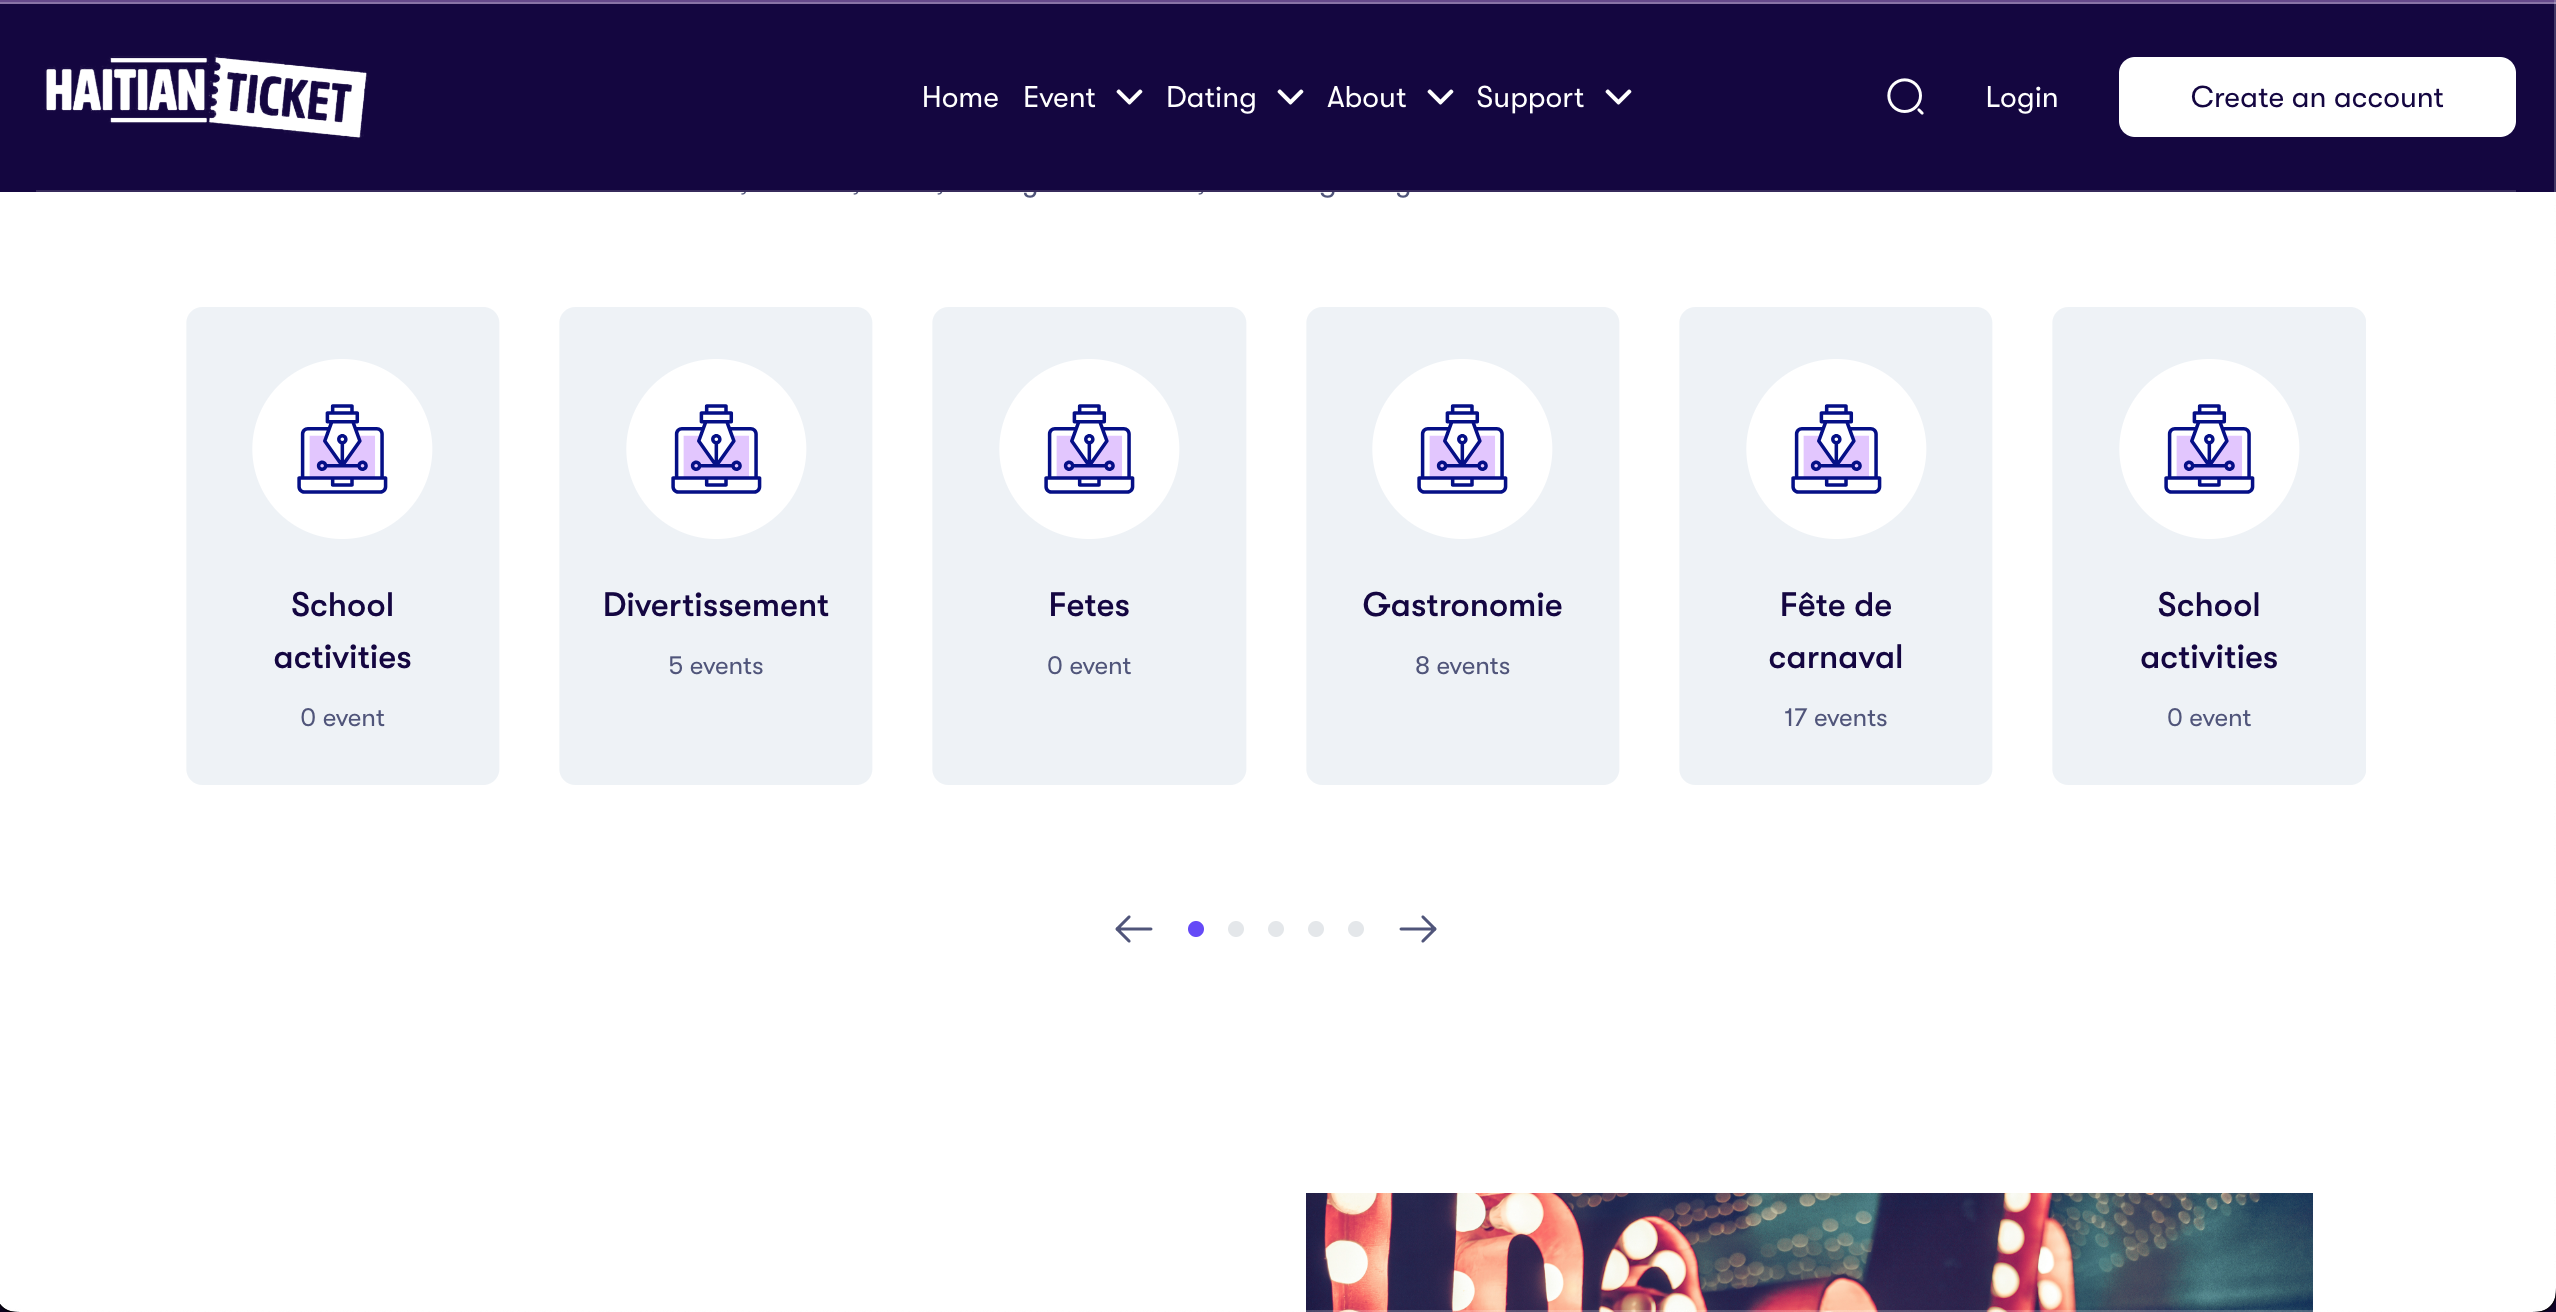 HAITIAN TICKET
Home Event Dating About Support
Login
Create an account
School
activities
0 event
Divertissement
5 events
Fetes
0 event
Gastronomie
8 events
Fête de
carnaval
17 events
School
activities
0 event